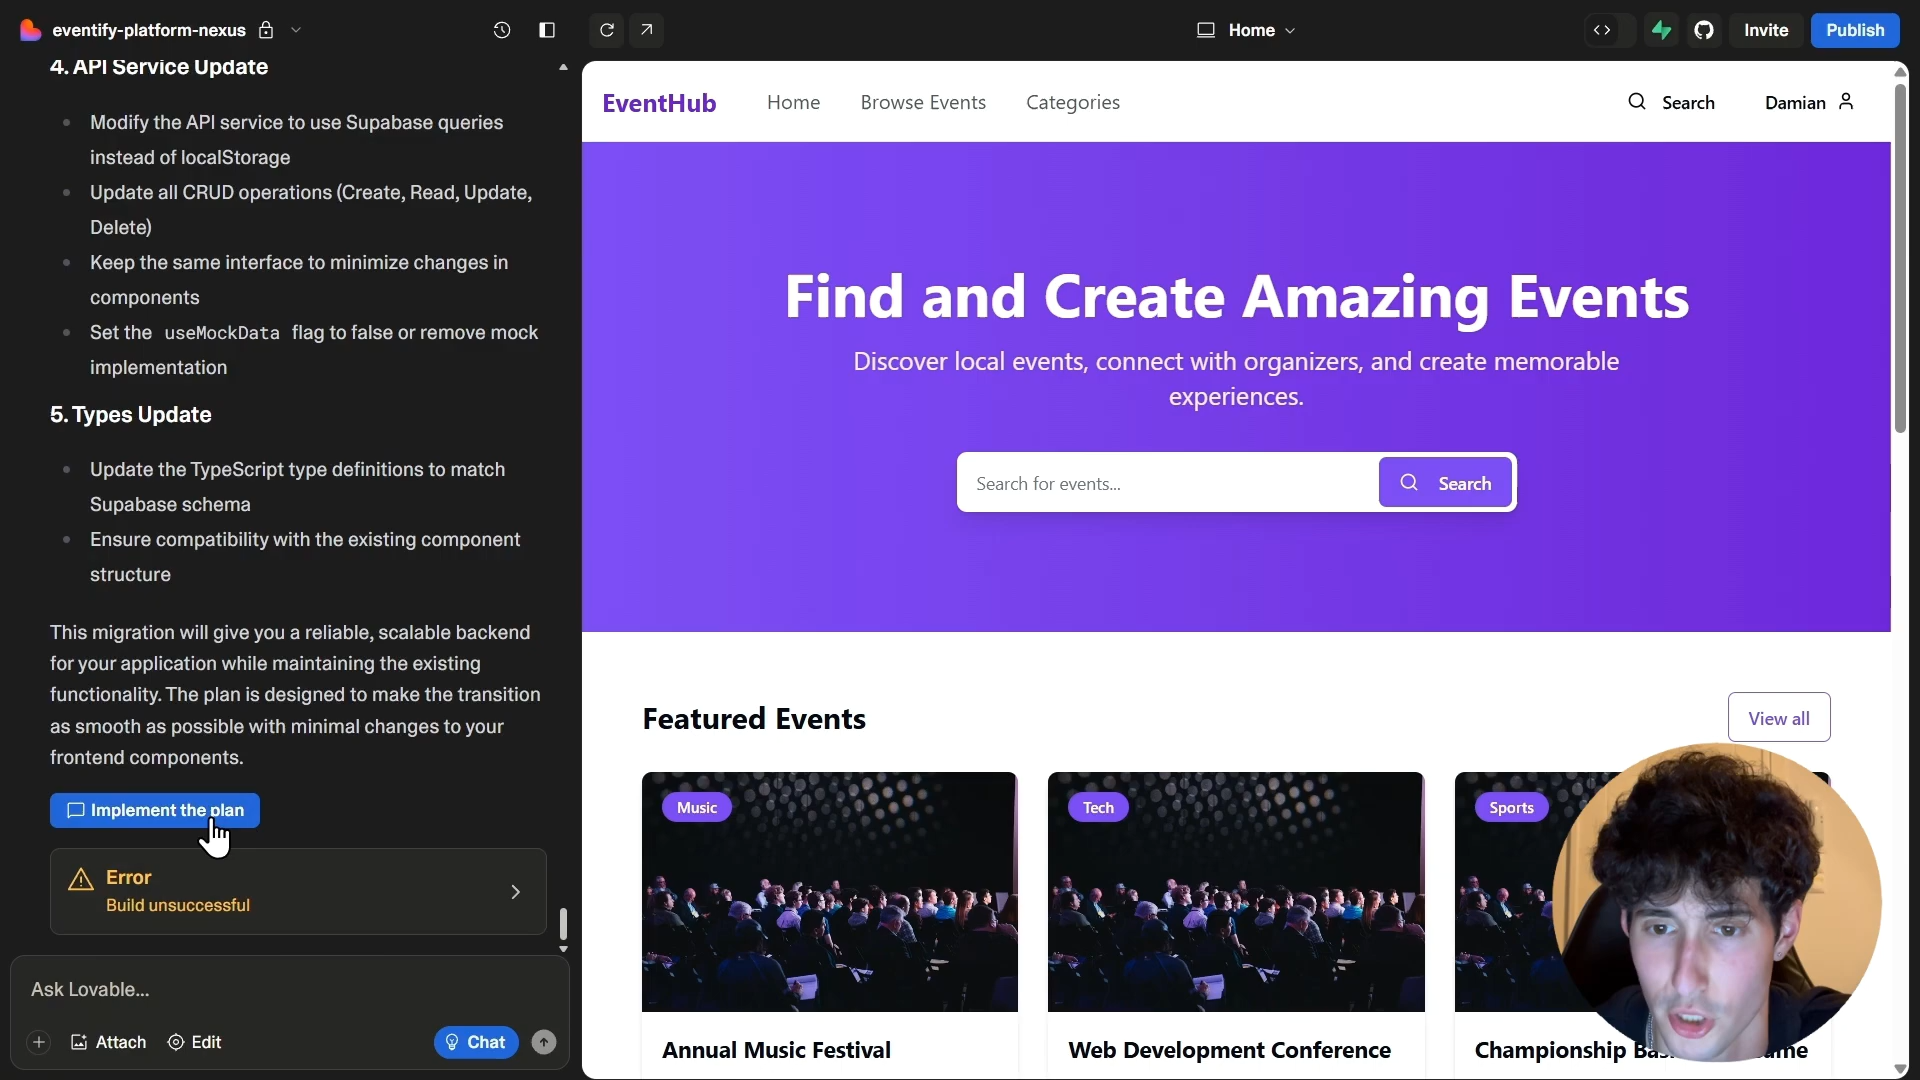 eventify-platform-nexus
Home
Invite
Publish
4. API Service Update
Modify the API service to use Supabase queries
instead of localStorage
Update all CRUD operations (Create, Read, Update,
Delete)
Keep the same interface to minimize changes in
components
Set the useMockData flag to false or remove mock
implementation
5. Types Update
Update the TypeScript type definitions to match
Supabase schema
Ensure compatibility with the existing component
structure
This migration will give you a reliable, scalable backend
for your application while maintaining the existing
functionality. The plan is designed to make the transition
as smooth as possible with minimal changes to your
frontend components.
Implement the plan
Error
Build unsuccessful
Ask Lovable...
Attach
Edit
Chat
EventHub
Home
Browse Events
Categories
Search
Damian
Find and Create Amazing Events
Discover local events, connect with organizers, and create memorable
experiences.
Search for events...
Search
Featured Events
View all
Music
Tech
Sports
Annual Music Festival
Web Development Conference
Championship